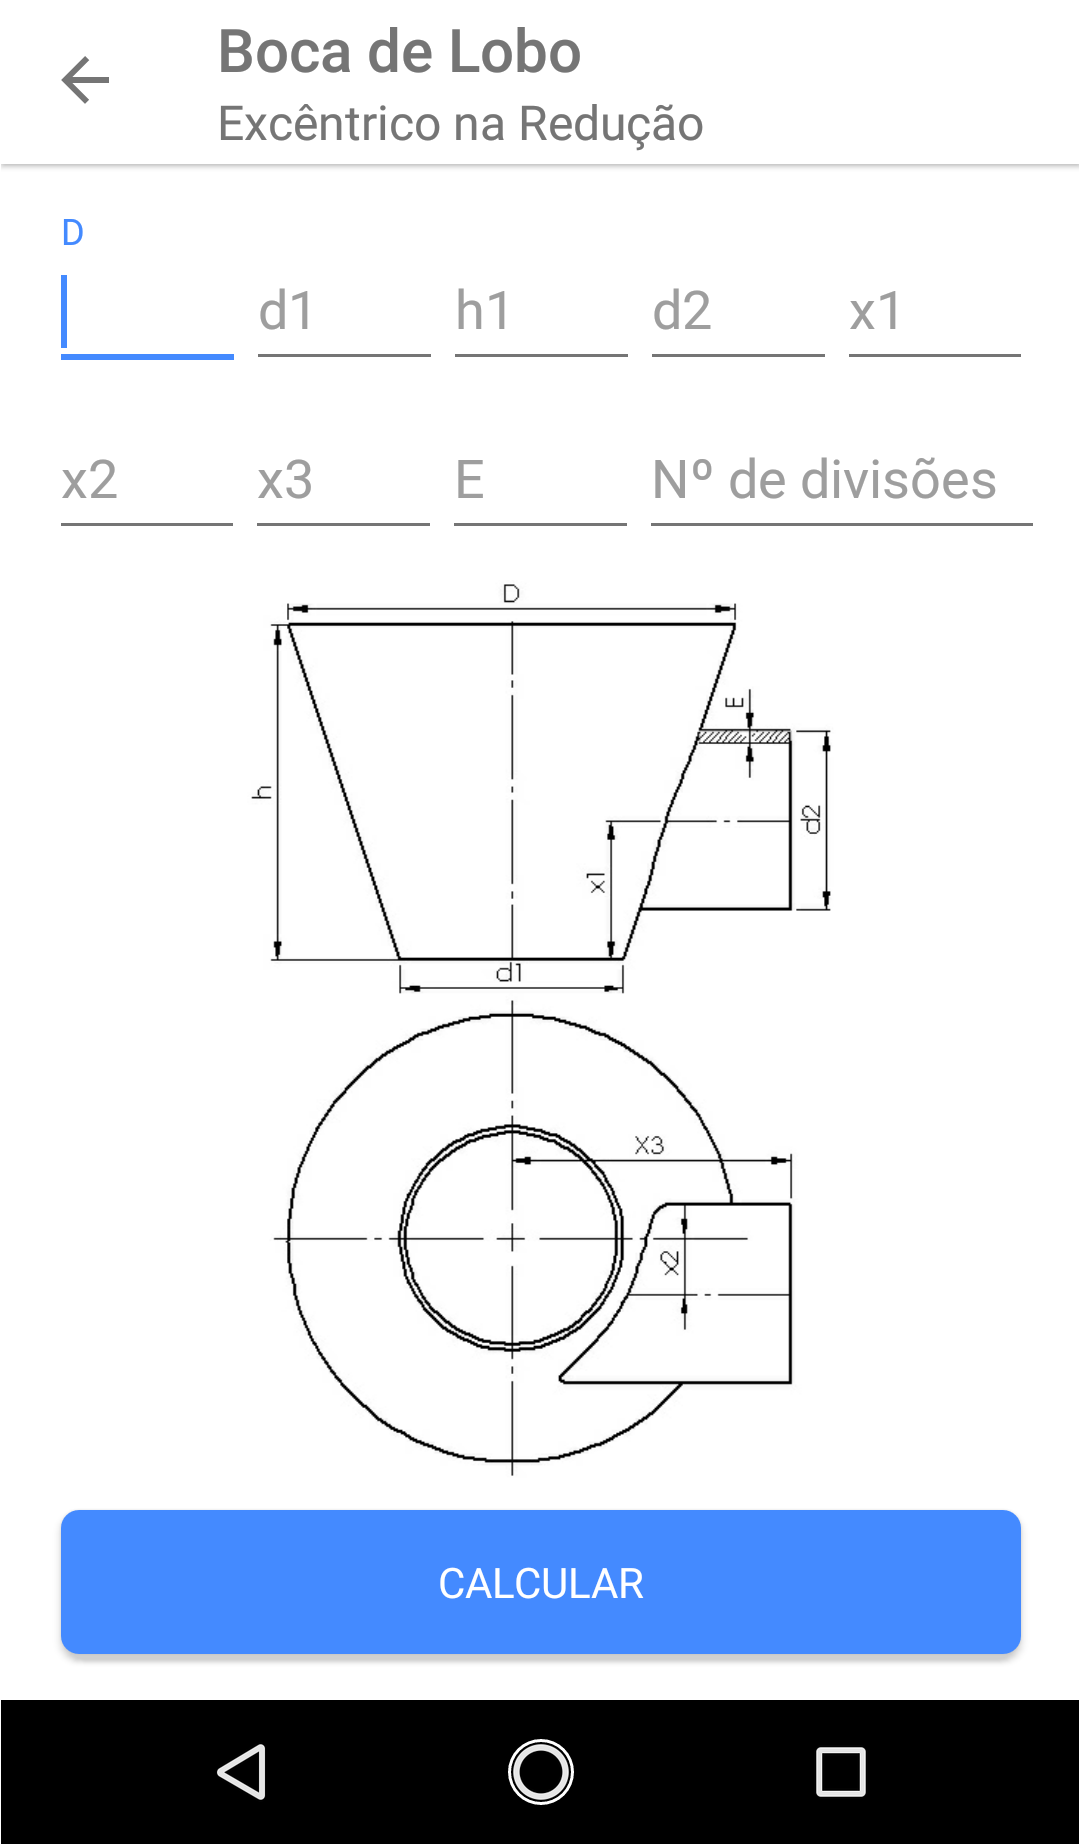 Boca de Lobo
Excêntrico na Redução
D
d1 h1 d2 x1
x2 x3 E Nº de divisões
D
E
h
d2
x1
d1
X3
x2
CALCULAR